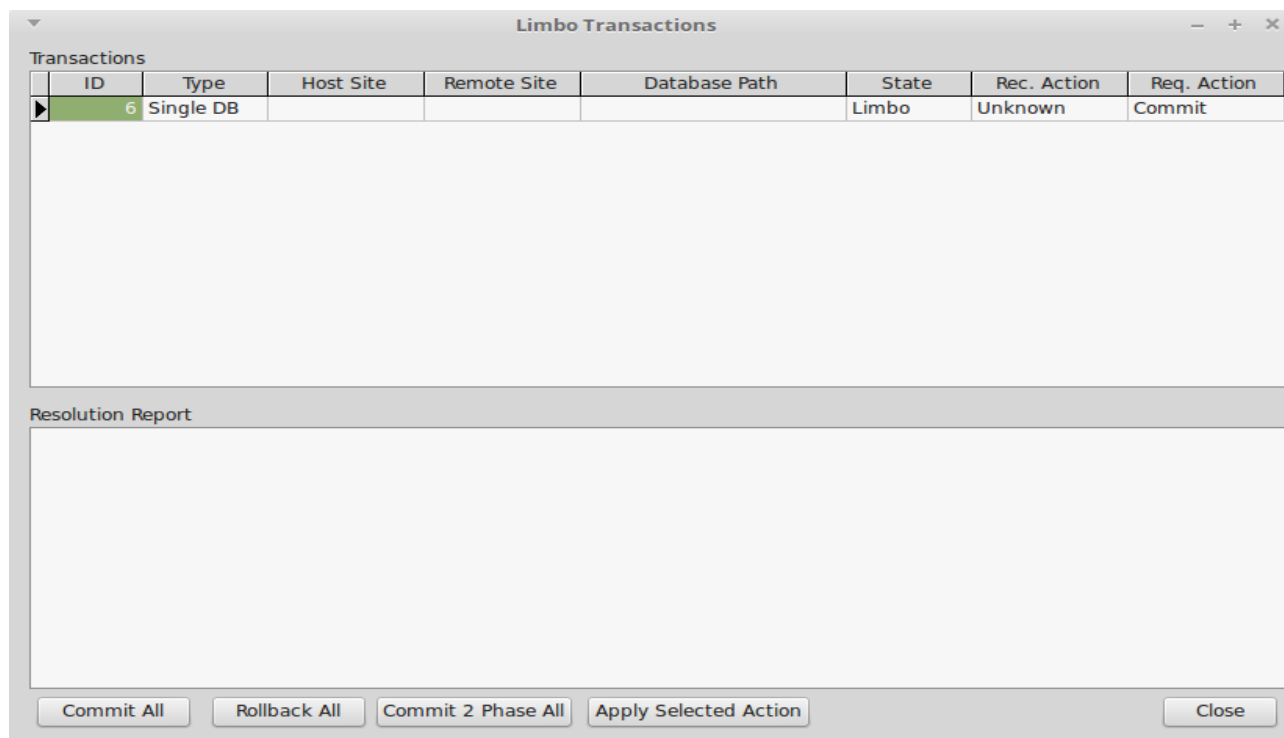 Limbo Transactions
Transactions
ID Type Host Site Remote Site Database Path State Rec. Action Req. Action
6 Single DB Limbo Unknown Commit
Resolution Report
Commit All Rollback All Commit 2 Phase All Apply Selected Action Close